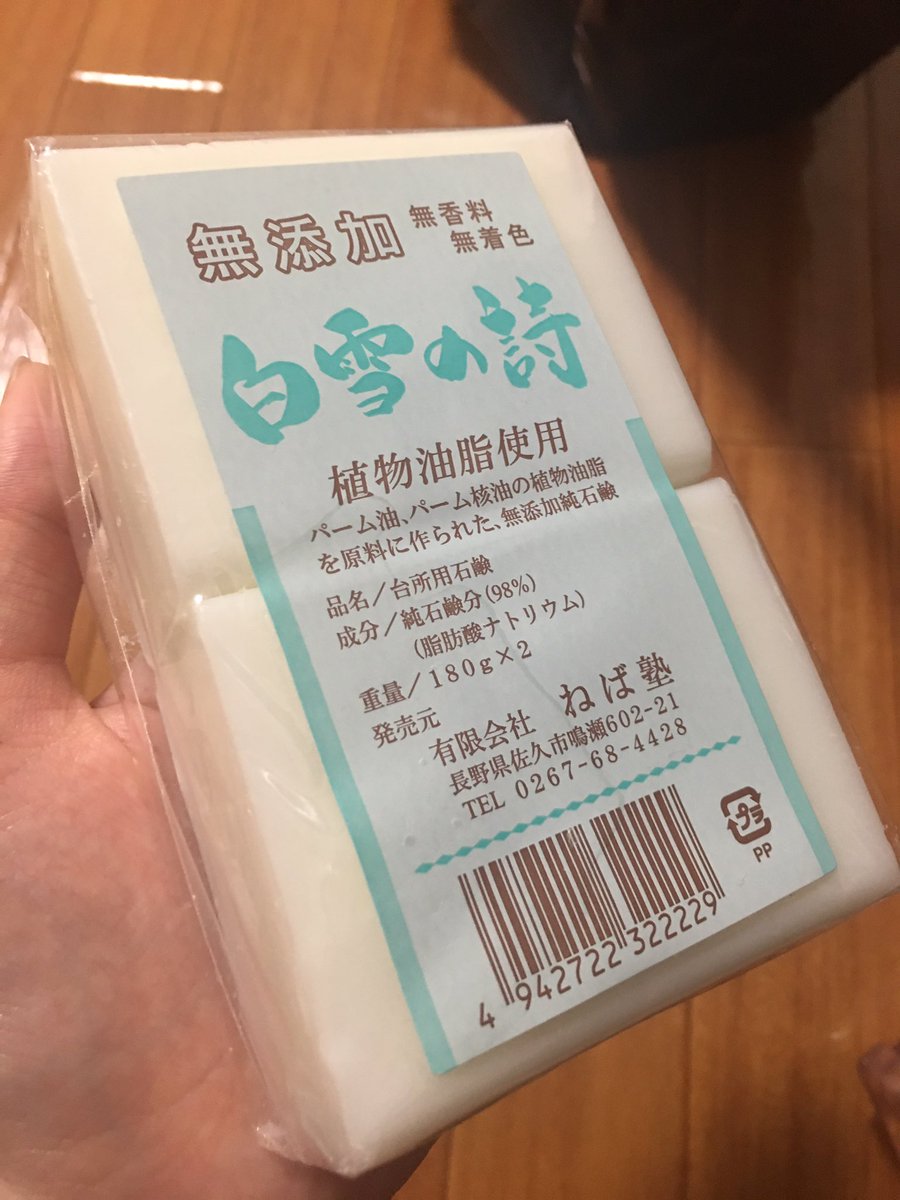 無添加
無香料
無着色
白雪の詩
植物油脂使用
パーム油、パーム核油の植物油脂
を原料に作られた、無添加純石鹸
品名/台所用石鹸
成分/純石鹸分(98%)
(脂肪酸ナトリウム)
重量/180g×2
発売元
有限会社 ねば塾
長野県佐久市鳴瀬602-21
TEL 0267-68-4428
プラ
PP
4 942722 322229